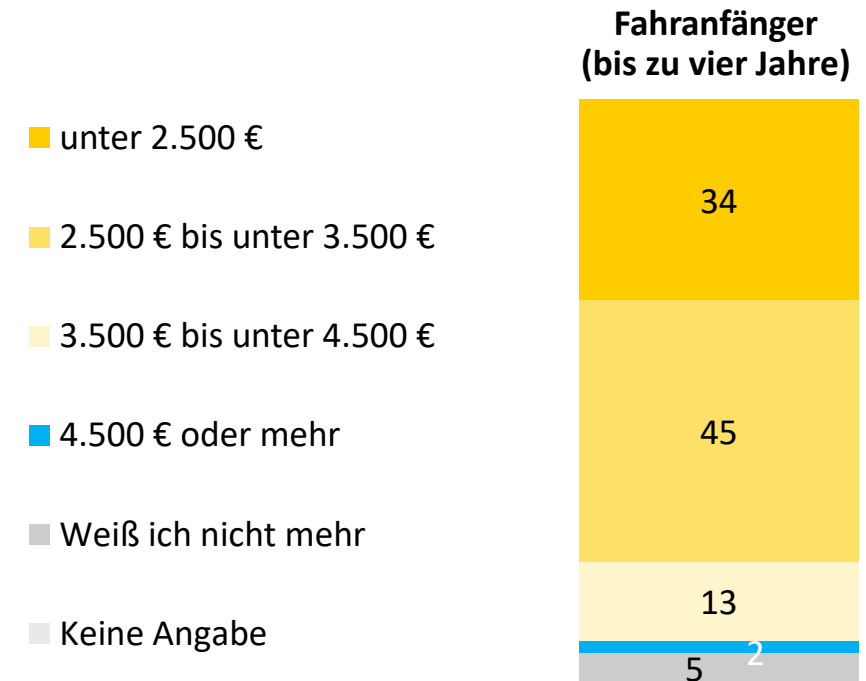 Fahranfänger
(bis zu vier Jahre)
unter 2.500 €
2.500 € bis unter 3.500 €
3.500 € bis unter 4.500 €
4.500 € oder mehr
Weiß ich nicht mehr
Keine Angabe
34
45
13
2
5